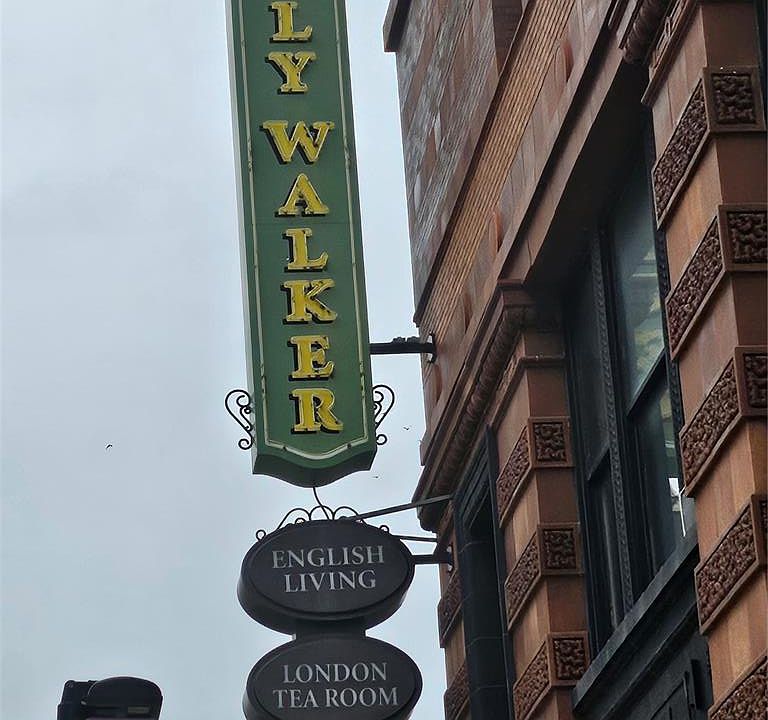 LY WALKER
ENGLISH
LIVING
LONDON
TEA ROOM